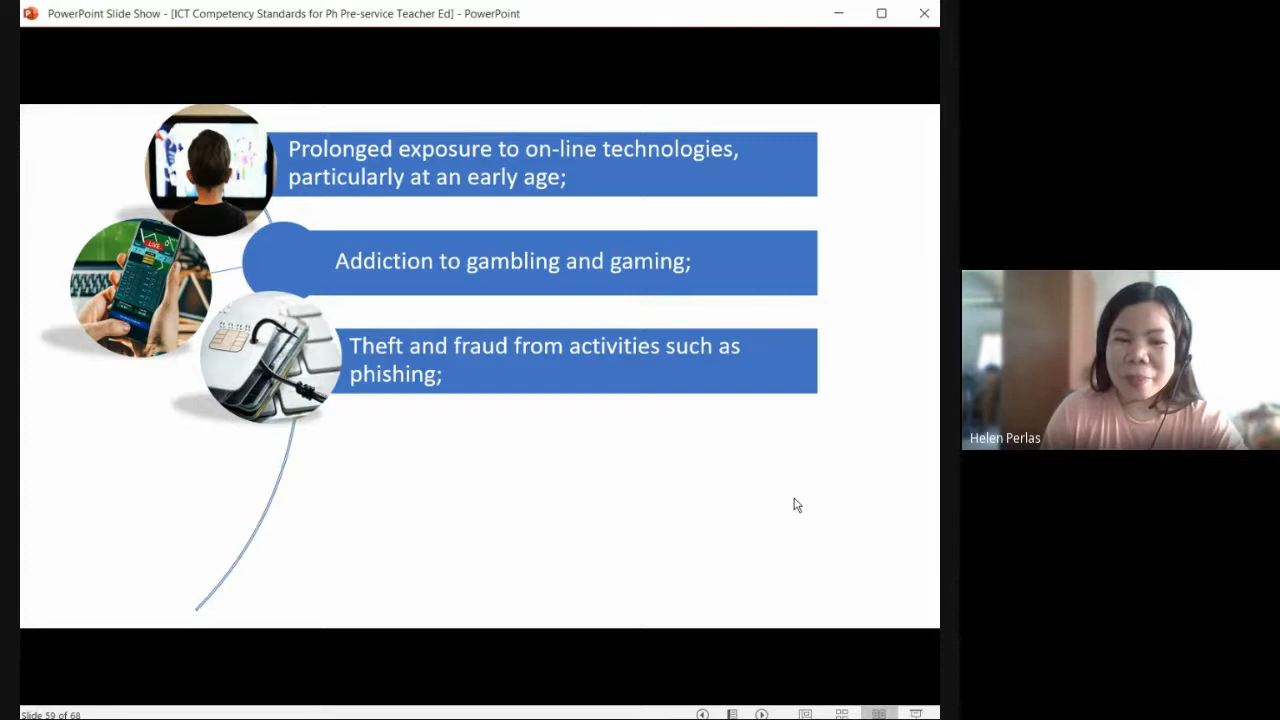 PowerPoint Slide Show - [ICT Competency Standards for Ph Pre-service Teacher Ed] - PowerPoint
Prolonged exposure to on-line technologies,
particularly at an early age;
LIVE
Addiction to gambling and gaming;
Theft and fraud from activities such as
phishing;
Helen Perlas
Slide 59 of 68